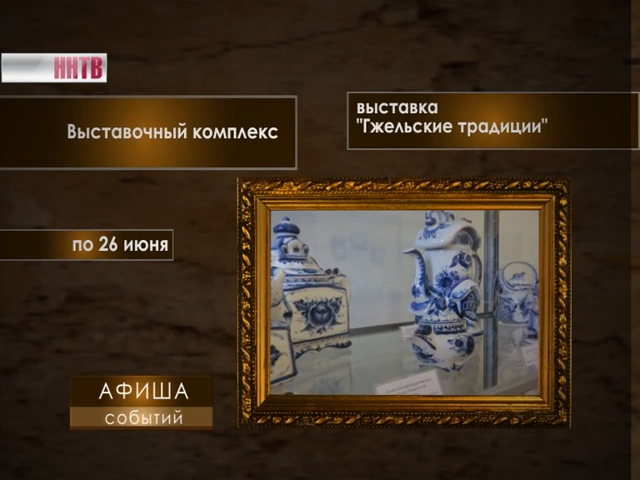 ННТВ
Выставочный комплекс
выставка
"Гжельские традиции"
по 26 июня
АФИША
событий